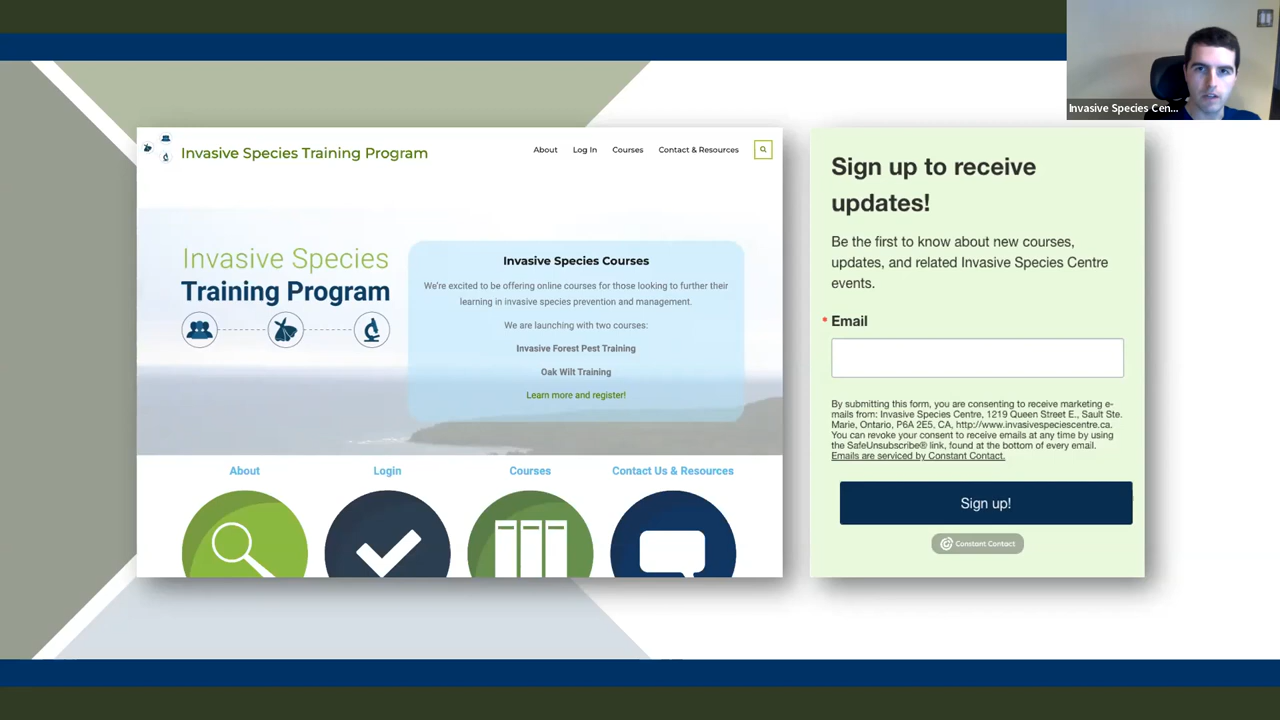 Invasive Species Cen...
Invasive Species Training Program
About
Log In
Courses
Contact & Resources
Invasive Species
Training Program
Invasive Species Courses
We're excited to be offering online courses for those looking to further their
learning in invasive species prevention and management.
We are launching with two courses:
Invasive Forest Pest Training
Oak Wilt Training
Learn more and register!
About
Login
Courses
Contact Us & Resources
Sign up to receive
updates!
Be the first to know about new courses,
updates, and related Invasive Species Centre
events.
* Email
By submitting this form, you are consenting to receive marketing e-
mails from: Invasive Species Centre, 1219 Queen Street E., Sault Ste.
Marie, Ontario, P6A 2E5, CA, http://www.invasivespeciescentre.ca.
You can revoke your consent to receive emails at any time by using
the SafeUnsubscribe® link, found at the bottom of every email.
Emails are serviced by Constant Contact.
Sign up!
Constant Contact